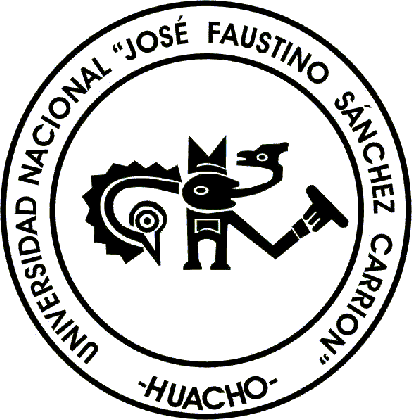 UNIVERSIDAD NACIONAL "JOSÉ FAUSTINO SÁNCHEZ CARRION"
-HUACHO-